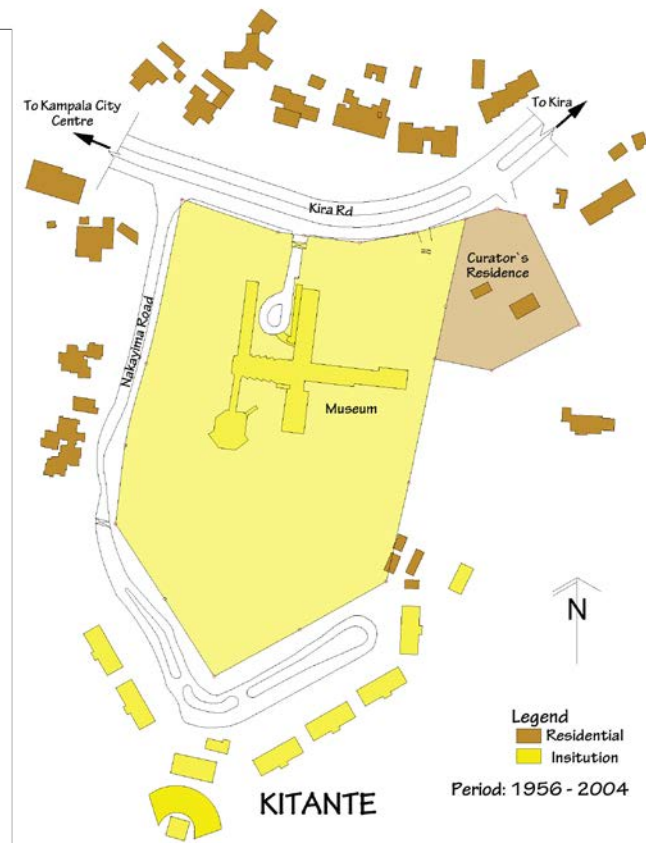 To Kampala City
Centre
To Kira
Kira Rd
Curator`s
Residence
Nakayima Road
Museum
N
Legend
Residential
Insitution
Period: 1956 - 2004
KITANTE